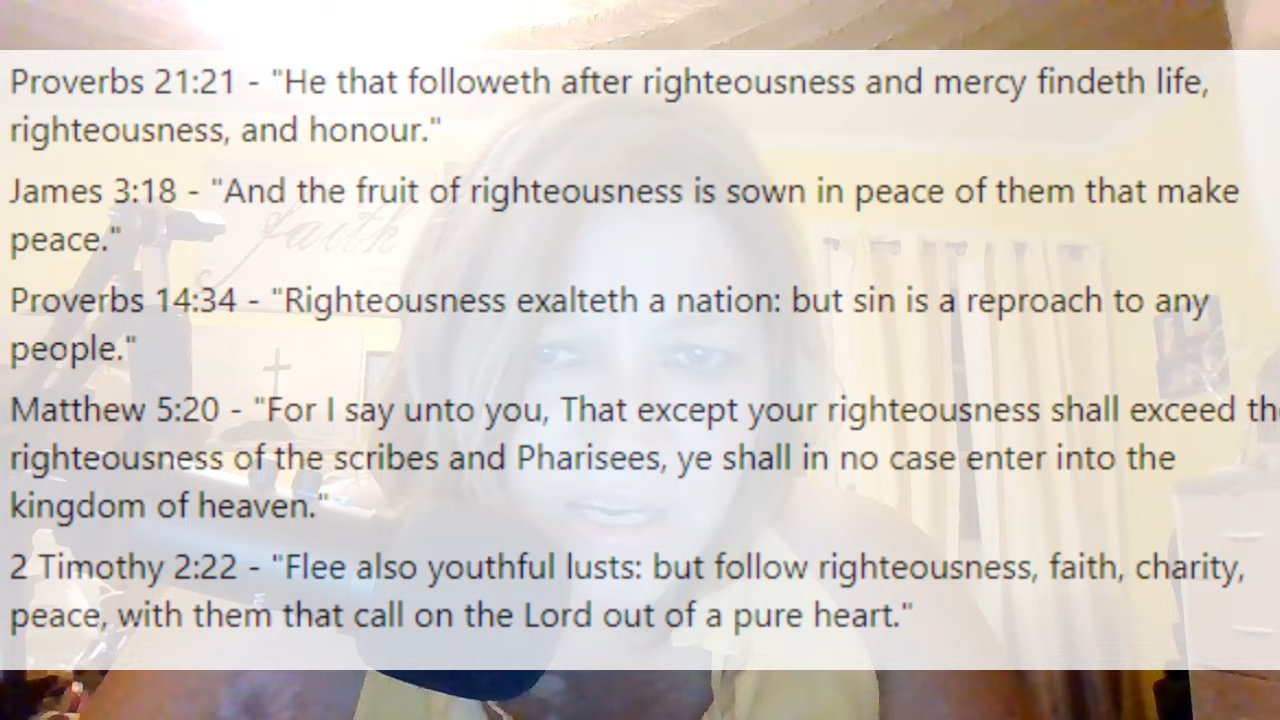 Proverbs 21:21 - "He that followeth after righteousness and mercy findeth life,
righteousness, and honour."
James 3:18 - "And the fruit of righteousness is sown in peace of them that make
peace."
faith
Proverbs 14:34 - "Righteousness exalteth a nation: but sin is a reproach to any
people."
Matthew 5:20 - "For I say unto you, That except your righteousness shall exceed
righteousness of the scribes and Pharisees, ye shall in no case enter into the
kingdom of heaven."
2 Timothy 2:22 - "Flee also youthful lusts: but follow righteousness, faith, charity,
peace, with them that call on the Lord out of a pure heart."